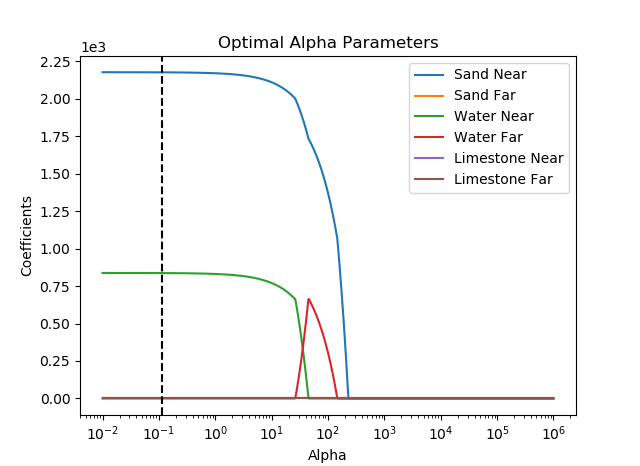 Optimal Alpha Parameters
1e3
2.25
2.00
1.75
1.50
1.25
1.00
0.75
0.50
0.25
0.00
Coefficients
Sand Near
Sand Far
Water Near
Water Far
Limestone Near
Limestone Far
10⁻² 10⁻¹ 10⁰ 10¹ 10² 10³ 10⁴ 10⁵ 10⁶
Alpha